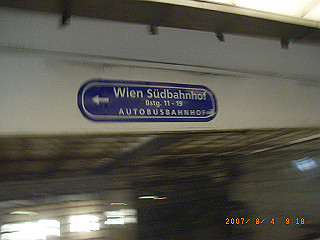 Wien Südbahnhof
Bstg. 11 - 19
AUTOBUSBAHNHOF
2007/ 8/ 4 9:18